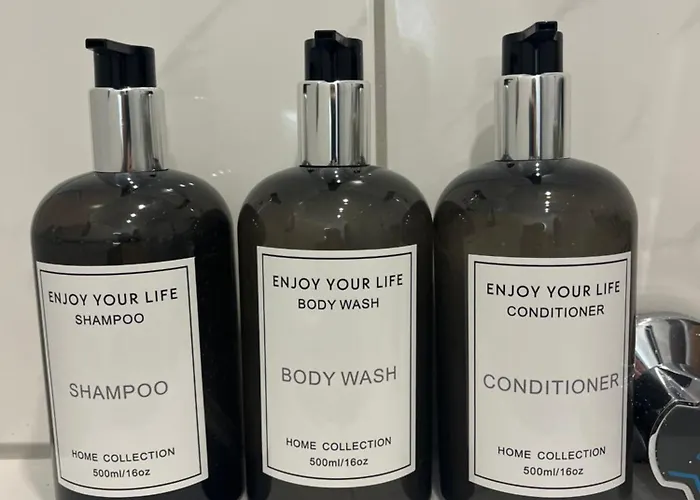 ENJOY YOUR LIFE
SHAMPOO
SHAMPOO
HOME COLLECTION
500ml/16oz
ENJOY YOUR LIFE
BODY WASH
BODY WASH
HOME COLLECTION
500ml/16oz
ENJOY YOUR LIFE
CONDITIONER
CONDITIONER
HOME COLLECTION
500ml/16oz